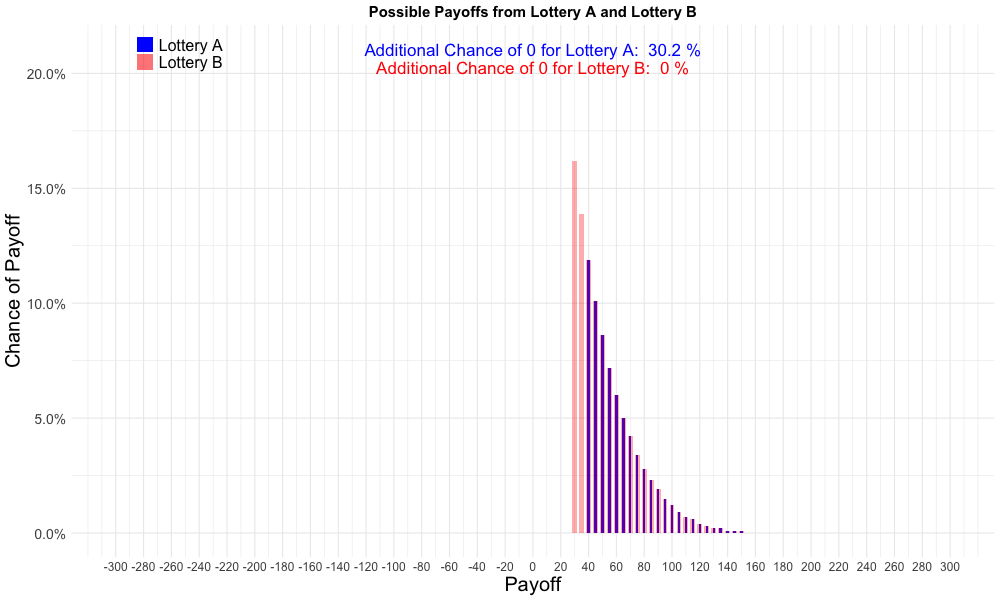 Possible Payoffs from Lottery A and Lottery B
Lottery A
Lottery B
Additional Chance of 0 for Lottery A:  30.2 %
Additional Chance of 0 for Lottery B:  0 %
Chance of Payoff
20.0%
15.0%
10.0%
5.0%
0.0%
-300 -280 -260 -240 -220 -200 -180 -160 -140 -120 -100 -80 -60 -40 -20 0 20 40 60 80 100 120 140 160 180 200 220 240 260 280 300
Payoff